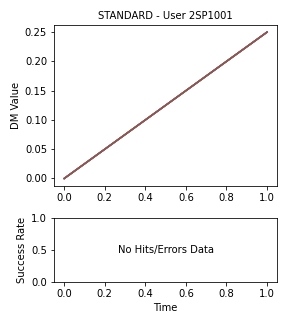 STANDARD - User 2SP1001
DM Value
0.25
0.20
0.15
0.10
0.05
0.00
0.0 0.2 0.4 0.6 0.8 1.0
Success Rate
1.0
0.5
0.0
No Hits/Errors Data
0.0 0.2 0.4 0.6 0.8 1.0
Time